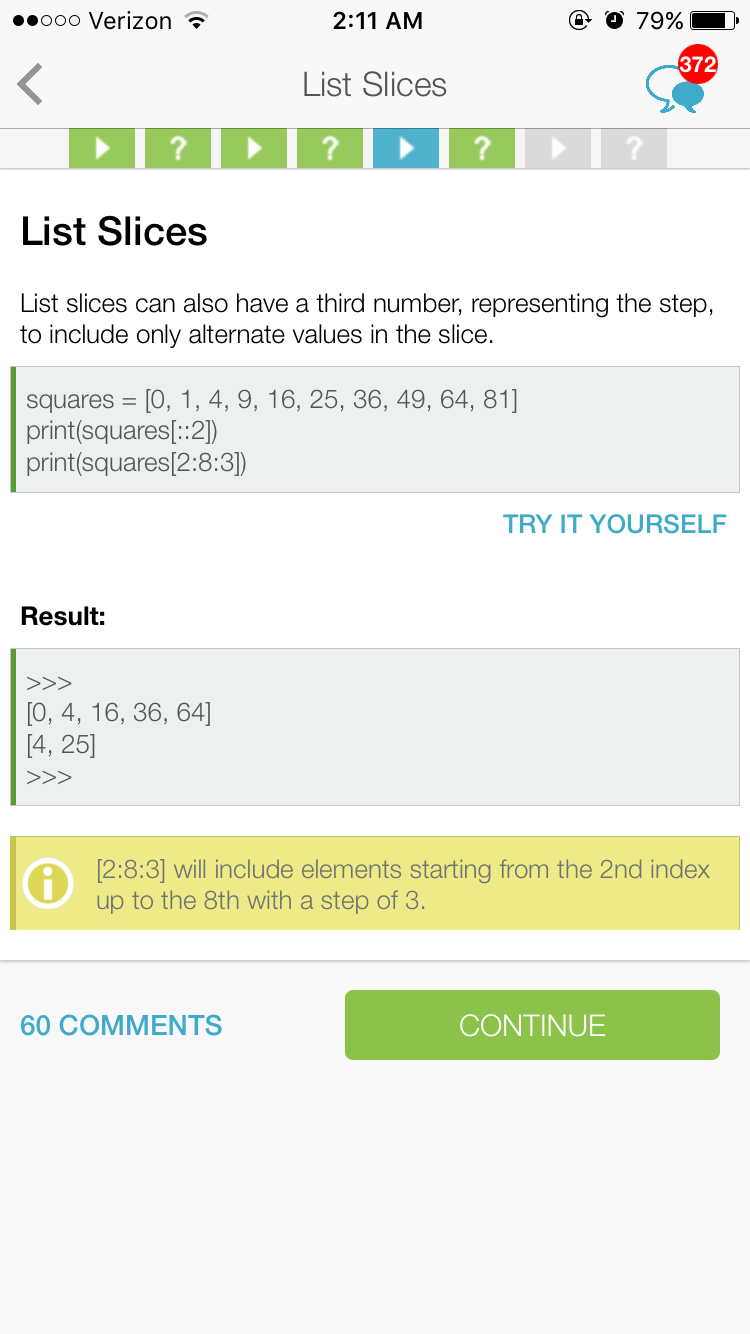 Verizon 2:11 AM 79%
List Slices 372
? ? ? ?
List Slices
List slices can also have a third number, representing the step,
to include only alternate values in the slice.
squares = [0, 1, 4, 9, 16, 25, 36, 49, 64, 81]
print(squares[::2])
print(squares[2:8:3])
TRY IT YOURSELF
Result:
>>>
[0, 4, 16, 36, 64]
[4, 25]
>>>
[2:8:3] will include elements starting from the 2nd index
up to the 8th with a step of 3.
60 COMMENTS CONTINUE